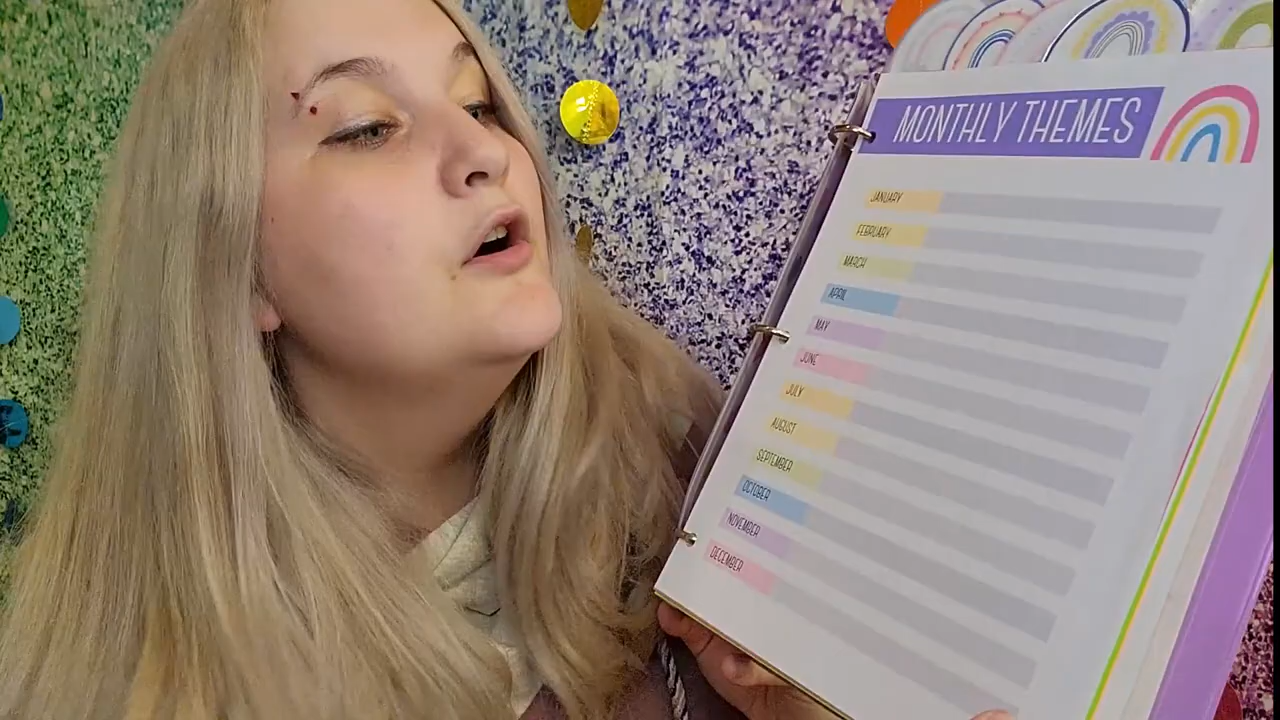 MONTHLY THEMES
JANUARY
FEBRUARY
MARCH
APRIL
MAY
JUNE
JULY
AUGUST
SEPTEMBER
OCTOBER
NOVEMBER
DECEMBER